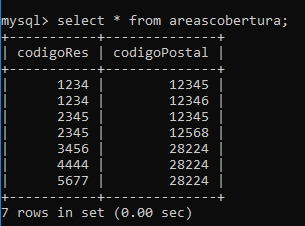 mysql> select * from areascobertura;
+-----------+--------------+
| codigoRes | codigoPostal |
+-----------+--------------+
|      1234 |        12345 |
|      1234 |        12346 |
|      2345 |        12345 |
|      2345 |        12568 |
|      3456 |        28224 |
|      4444 |        28224 |
|      5677 |        28224 |
+-----------+--------------+
7 rows in set (0.00 sec)